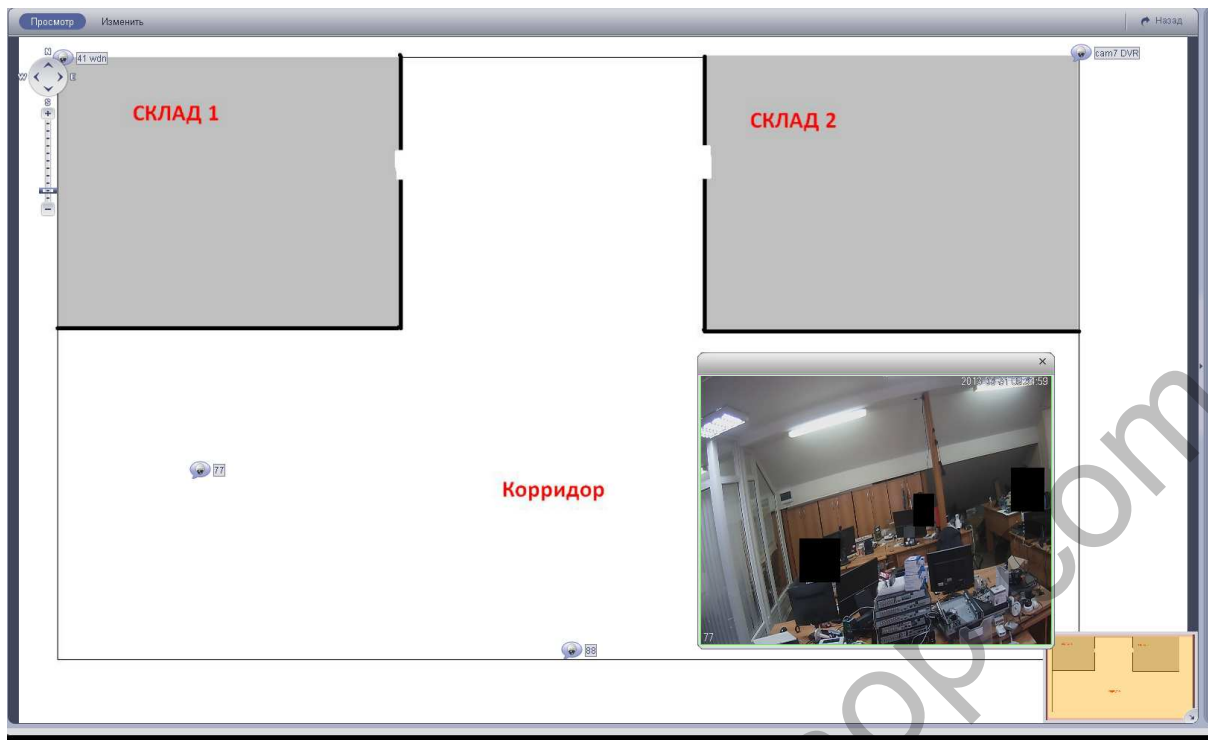 Просмотр
Изменить
Назад
N
41 wdn
cam7 DVR
W
E
S
СКЛАД 1
СКЛАД 2
77
Корридор
77
88